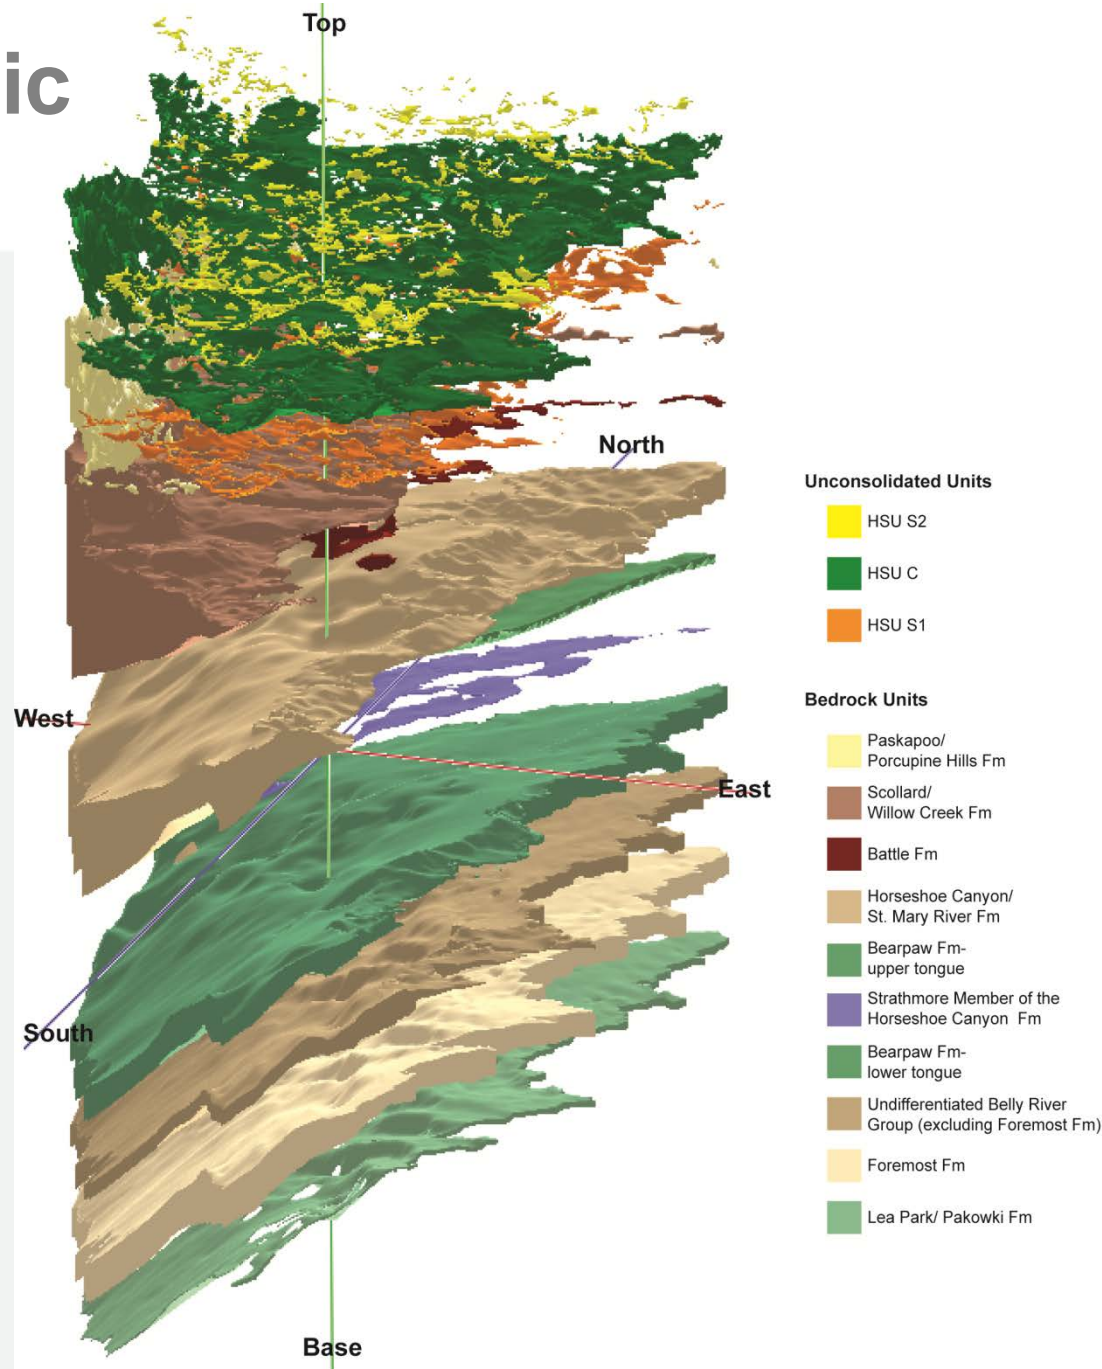 Top
ic
North
West
East
South
Base
Unconsolidated Units
HSU S2
HSU C
HSU S1
Bedrock Units
Paskapoo/
Porcupine Hills Fm
Scollard/
Willow Creek Fm
Battle Fm
Horseshoe Canyon/
St. Mary River Fm
Bearpaw Fm-
upper tongue
Strathmore Member of the
Horseshoe Canyon Fm
Bearpaw Fm-
lower tongue
Undifferentiated Belly River
Group (excluding Foremost Fm)
Foremost Fm
Lea Park/ Pakowki Fm